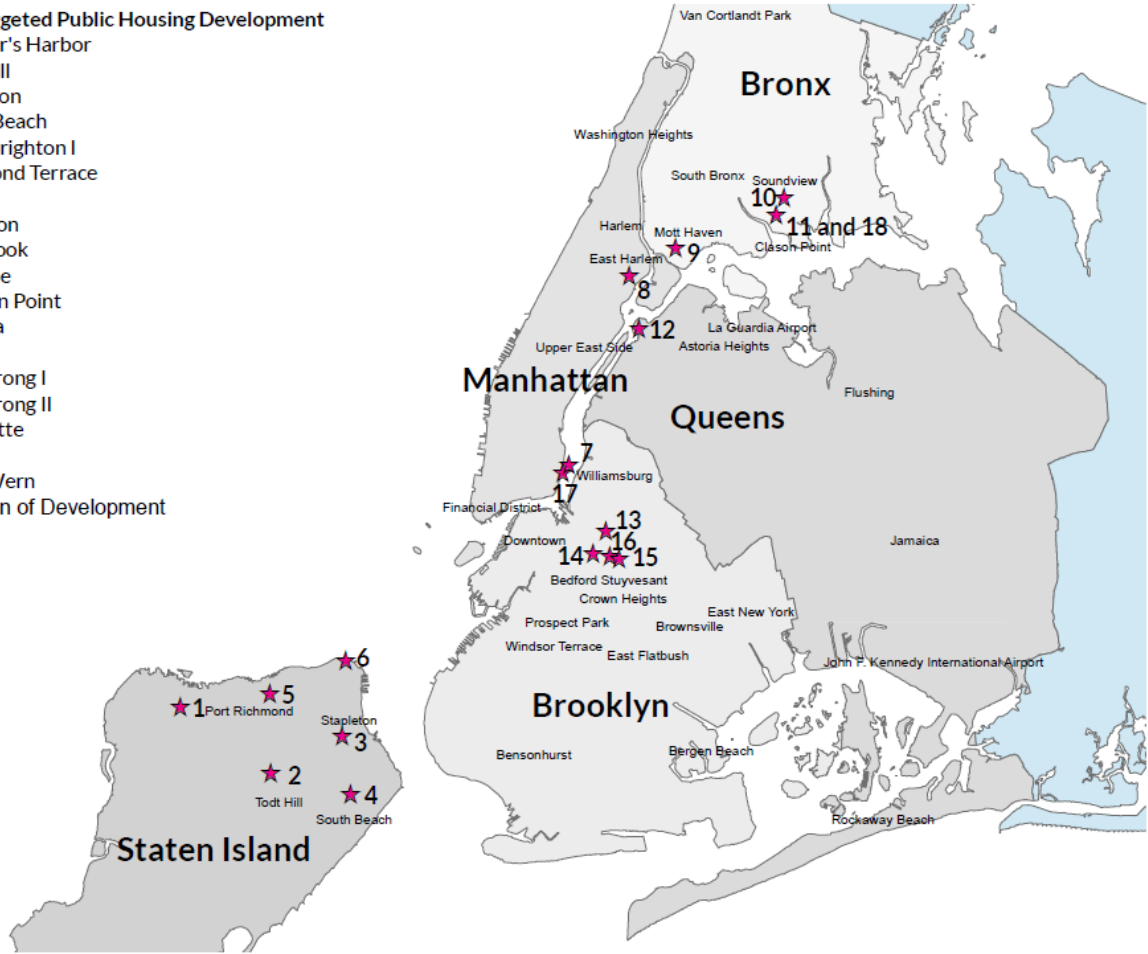 geted Public Housing Development
r's Harbor
ll
on
Beach
righton I
ond Terrace
on
ook
e
n Point
a
rong I
rong II
tte
Vern
n of Development
Van Cortlandt Park
Bronx
Washington Heights
South Bronx
Soundview
10
11 and 18
Harlem
Mott Haven
Clason Point
9
East Harlem
8
12
La Guardia Airport
Upper East Side
Astoria Heights
Manhattan
Flushing
Queens
7
Williamsburg
17
Financial District
13
Downtown
16
Jamaica
14
15
Bedford Stuyvesant
Crown Heights
East New York
Prospect Park
Brownsville
Windsor Terrace
East Flatbush
6
John F. Kennedy International Airport
5
1
Port Richmond
Brooklyn
Stapleton
3
Bensonhurst
Bergen Beach
2
4
Todt Hill
South Beach
Rockaway Beach
Staten Island